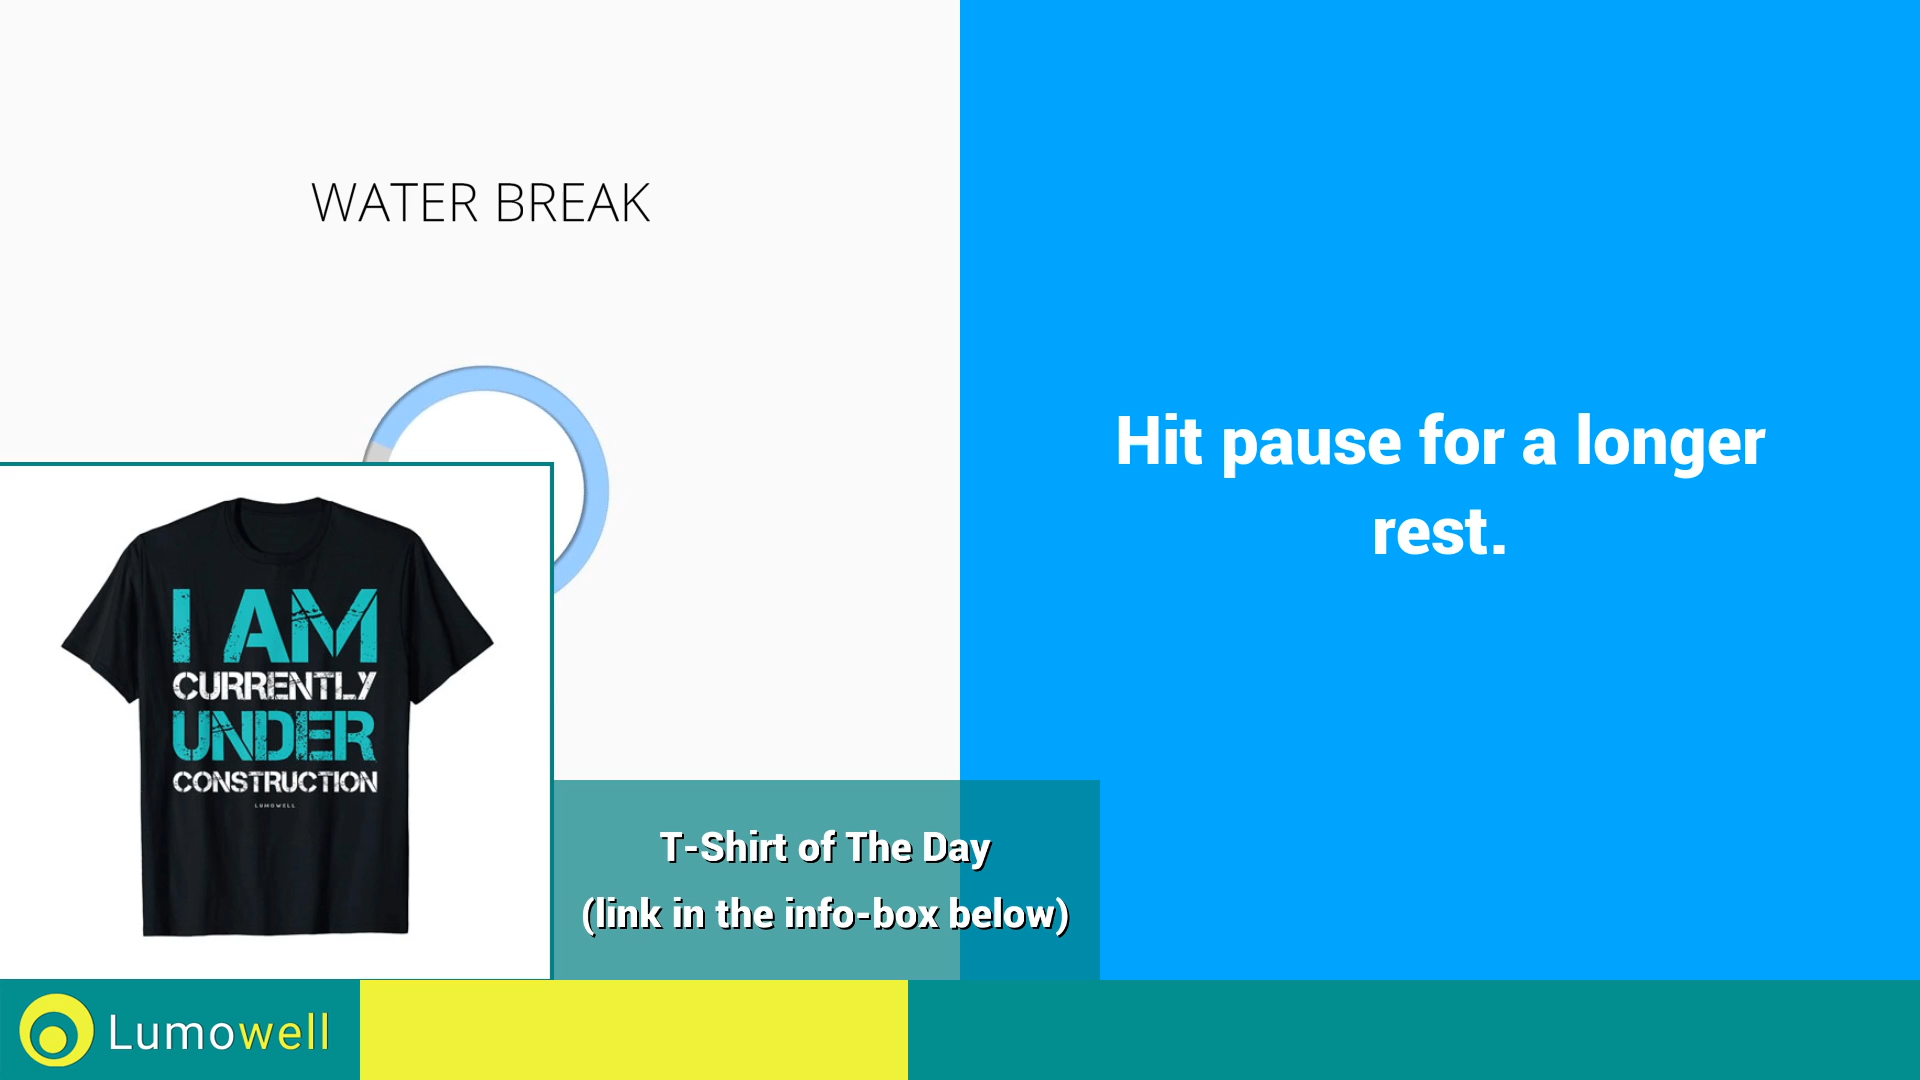 WATER BREAK
Hit pause for a longer
rest.
I AM
CURRENTLY
UNDER
CONSTRUCTION
LUMOWELL
T-Shirt of The Day
(link in the info-box below)
Lumowell